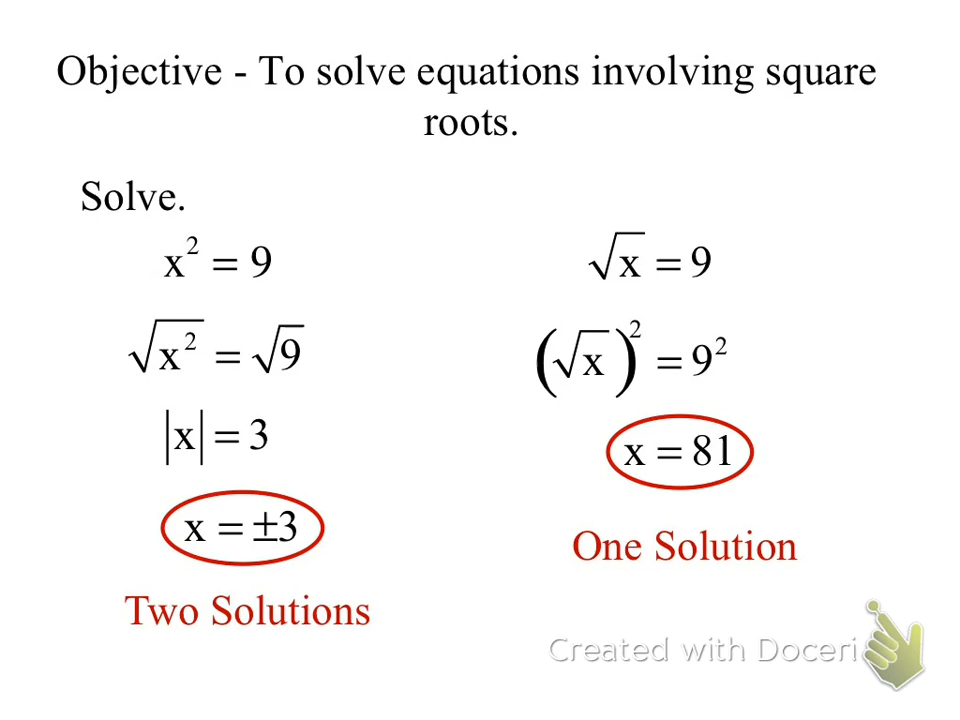 Objective - To solve equations involving square
roots.
Solve.
x² = 9
√x² = √9
|x| = 3
x = ±3
Two Solutions
√x = 9
(√x)² = 9²
x = 81
One Solution
Created with Doceri